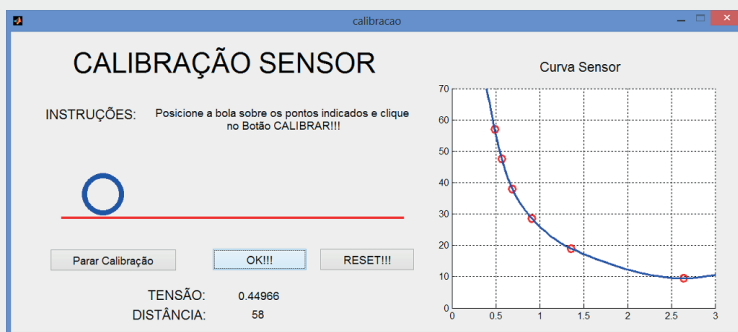 calibracao
CALIBRAÇÃO SENSOR
INSTRUÇÕES:
Posicione a bola sobre os pontos indicados e clique
no Botão CALIBRAR!!!
Parar Calibração
OK!!!
RESET!!!
TENSÃO: 0.44966
DISTÂNCIA: 58
Curva Sensor
70
60
50
40
30
20
10
0
0 0.5 1 1.5 2 2.5 3